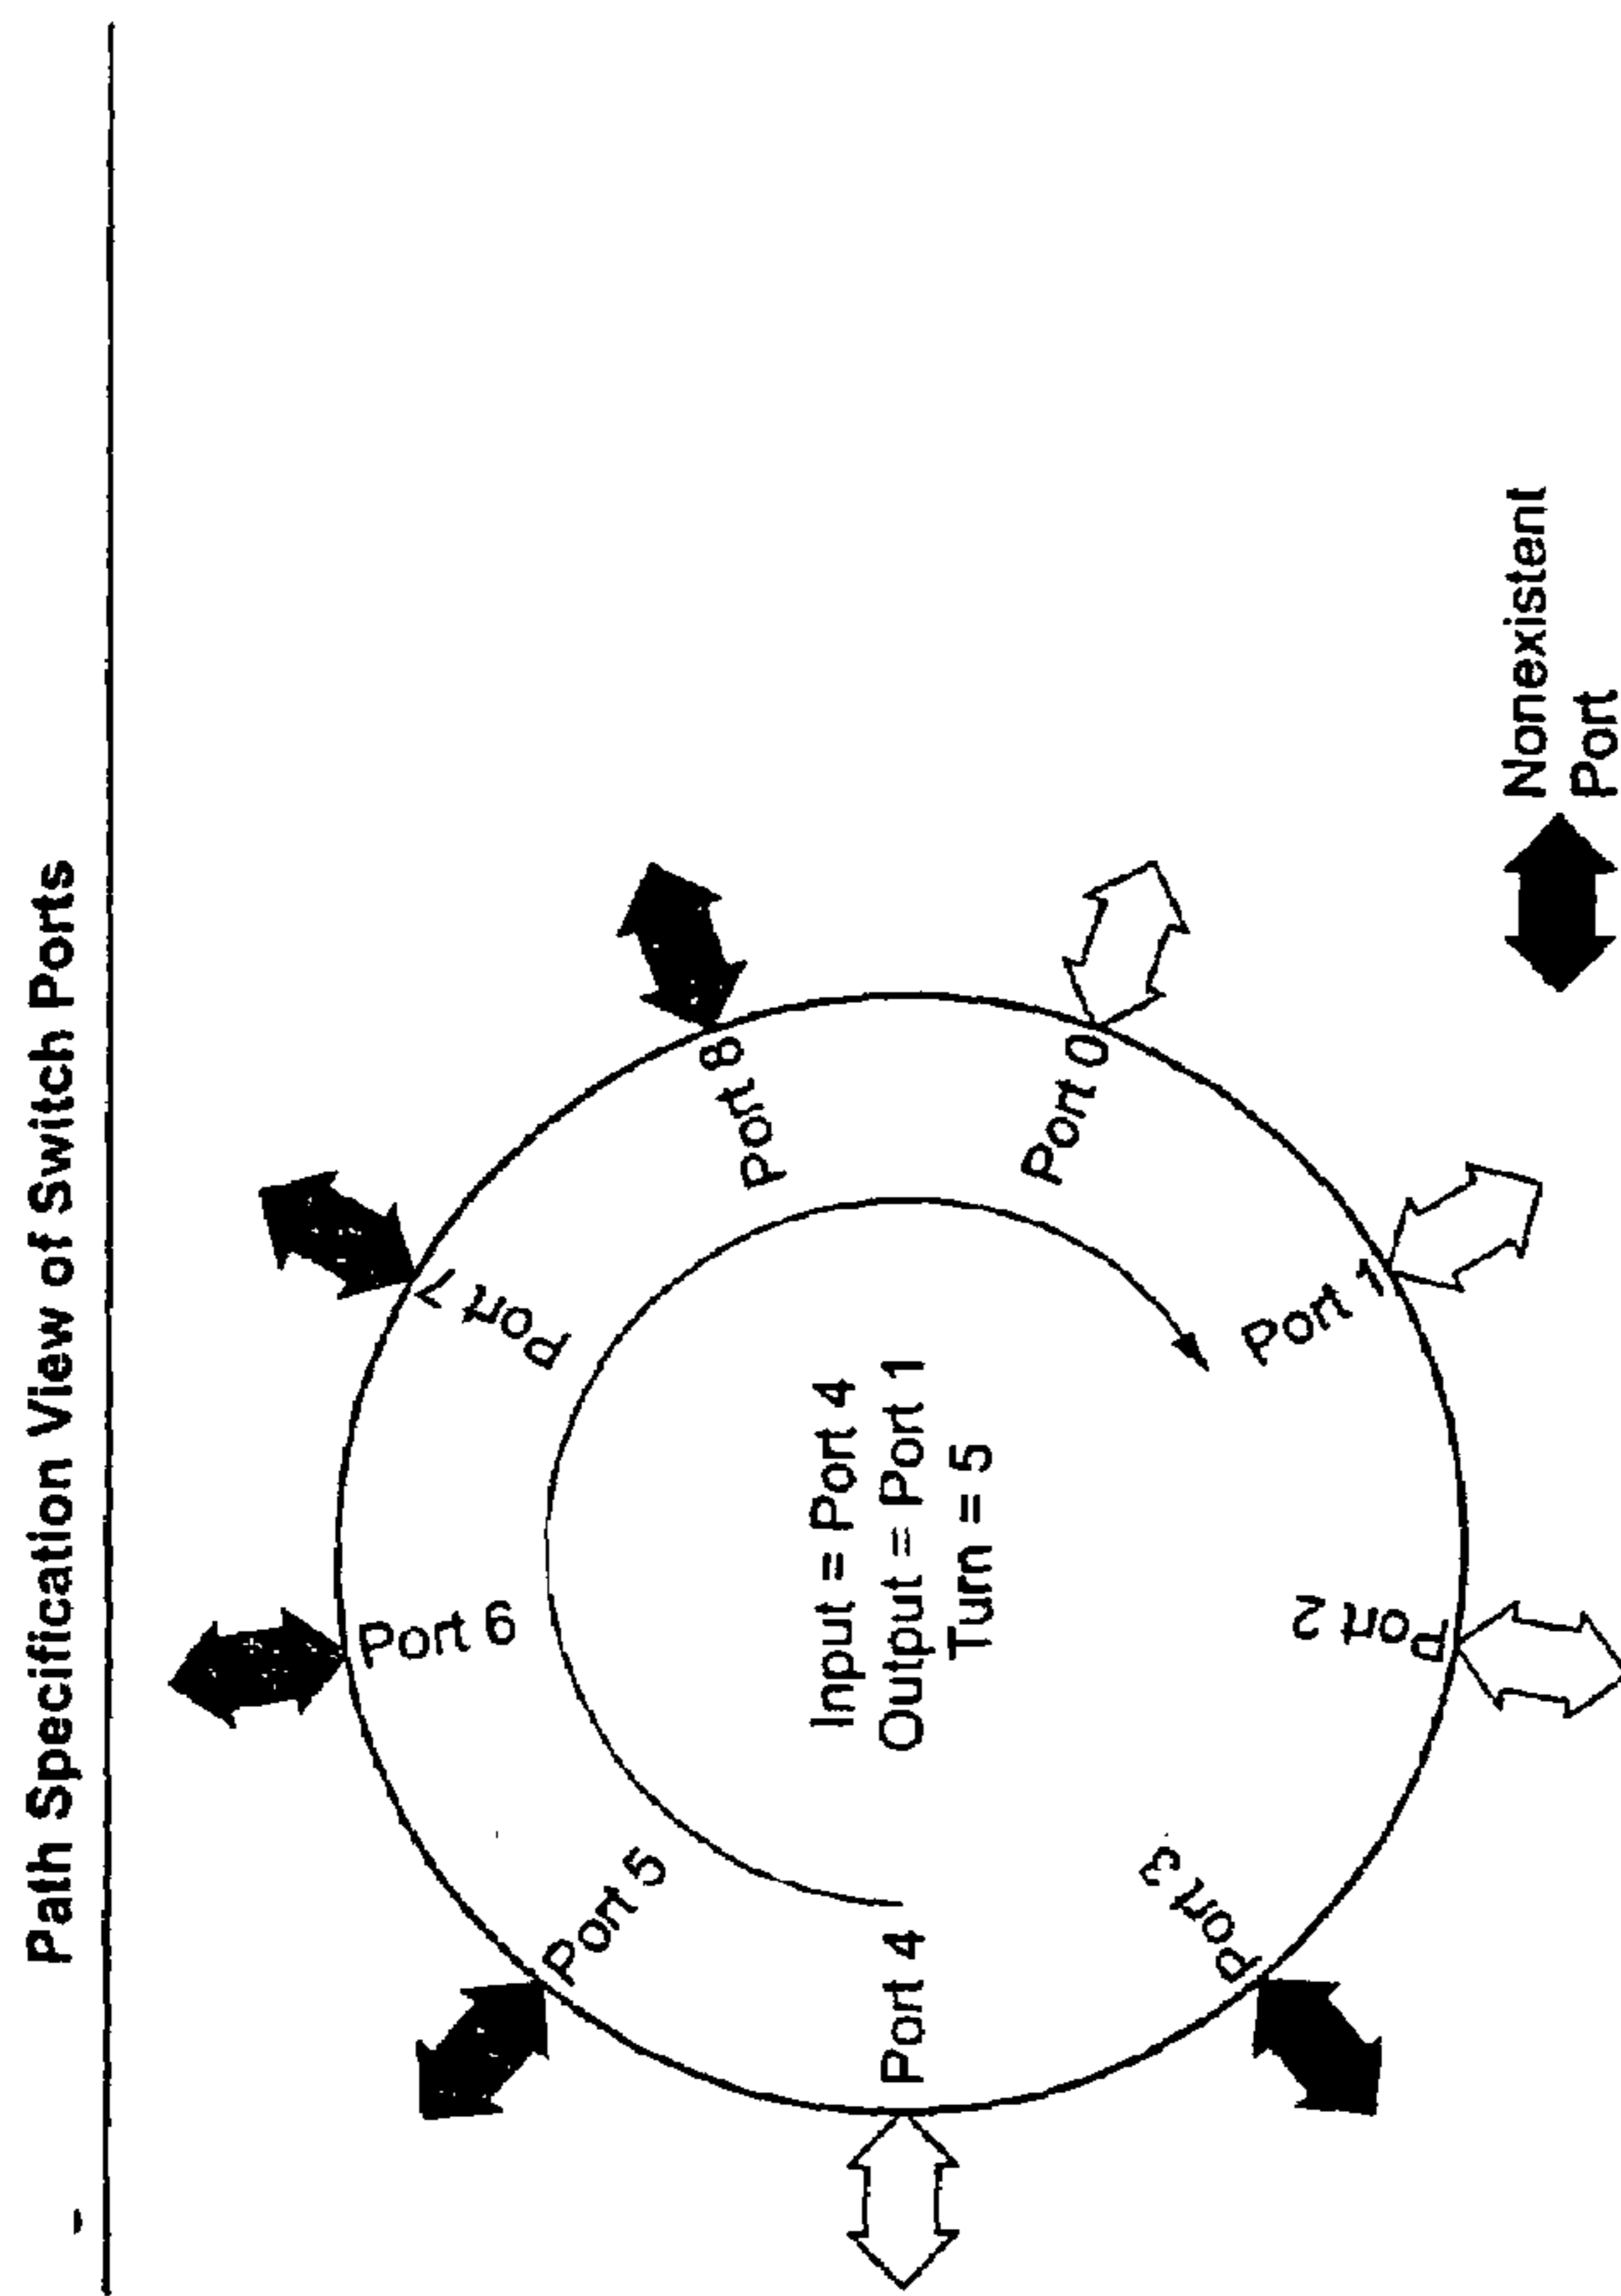 Path Specification View of Switch Ports
Port 6
Port 7
Port 5
Port 8
Port 4
Input = Port 4
Output = Port 1
Turn = 5
Port 0
Port 3
Port 1
Port 2
Nonexistent
Port